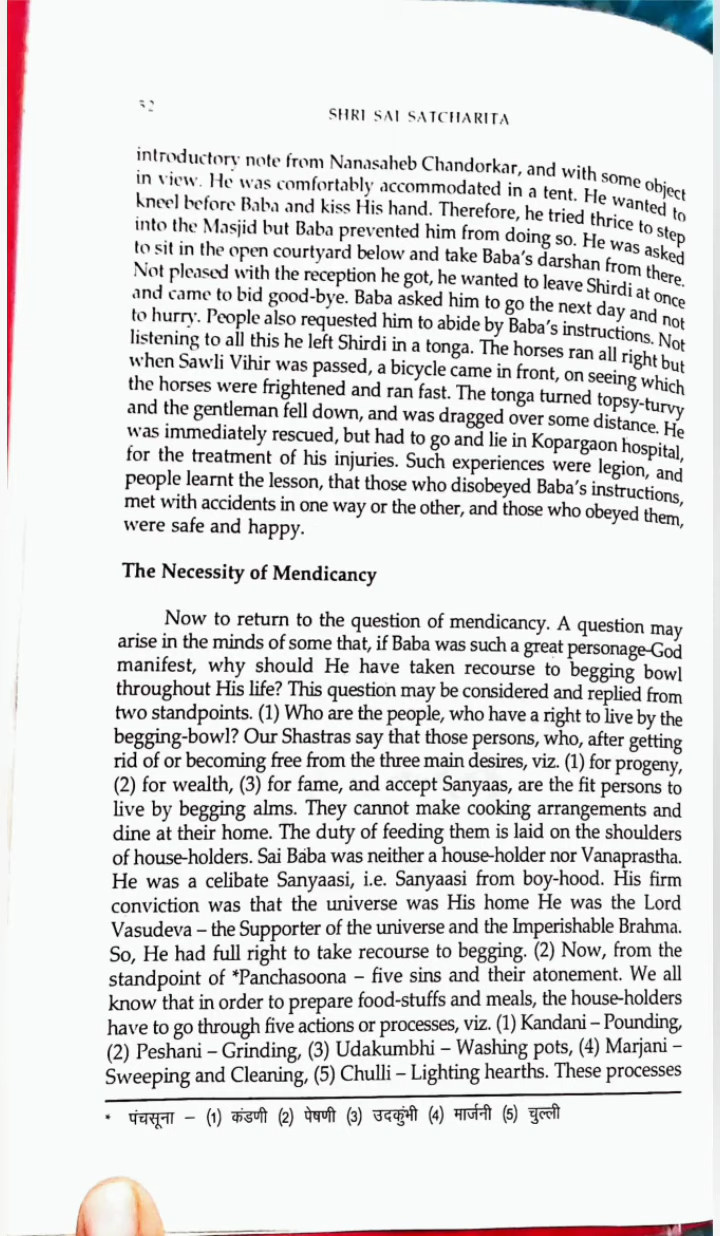 52
SHRI SAI SATCHARITA
introductory note from Nanasaheb Chandorkar, and with some object
in view. He was comfortably accommodated in a tent. He wanted to
kneel before Baba and kiss His hand. Therefore, he tried thrice to step
into the Masjid but Baba prevented him from doing so. He was asked
to sit in the open courtyard below and take Baba's darshan from there.
Not pleased with the reception he got, he wanted to leave Shirdi at once
and came to bid good-bye. Baba asked him to go the next day and not
to hurry. People also requested him to abide by Baba's instructions. Not
listening to all this he left Shirdi in a tonga. The horses ran all right but
when Sawli Vihir was passed, a bicycle came in front, on seeing which
the horses were frightened and ran fast. The tonga turned topsy-turvy
and the gentleman fell down, and was dragged over some distance. He
was immediately rescued, but had to go and lie in Kopargaon hospital,
for the treatment of his injuries. Such experiences were legion, and
people learnt the lesson, that those who disobeyed Baba's instructions,
met with accidents in one way or the other, and those who obeyed them,
were safe and happy.
The Necessity of Mendicancy
Now to return to the question of mendicancy. A question may
arise in the minds of some that, if Baba was such a great personage-God
manifest, why should He have taken recourse to begging bowl
throughout His life? This question may be considered and replied from
two standpoints. (1) Who are the people, who have a right to live by the
begging-bowl? Our Shastras say that those persons, who, after getting
rid of or becoming free from the three main desires, viz. (1) for progeny,
(2) for wealth, (3) for fame, and accept Sanyaas, are the fit persons to
live by begging alms. They cannot make cooking arrangements and
dine at their home. The duty of feeding them is laid on the shoulders
of house-holders. Sai Baba was neither a house-holder nor Vanaprastha.
He was a celibate Sanyaasi, i.e. Sanyaasi from boy-hood. His firm
conviction was that the universe was His home He was the Lord
Vasudeva – the Supporter of the universe and the Imperishable Brahma.
So, He had full right to take recourse to begging. (2) Now, from the
standpoint of *Panchasoona – five sins and their atonement. We all
know that in order to prepare food-stuffs and meals, the house-holders
have to go through five actions or processes, viz. (1) Kandani – Pounding,
(2) Peshani – Grinding, (3) Udakumbhi – Washing pots, (4) Marjani –
Sweeping and Cleaning, (5) Chulli – Lighting hearths. These processes
* पंचसूना – (1) कंडणी (2) पेषणी (3) उदकुंभी (4) मार्जनी (5) चुल्ली